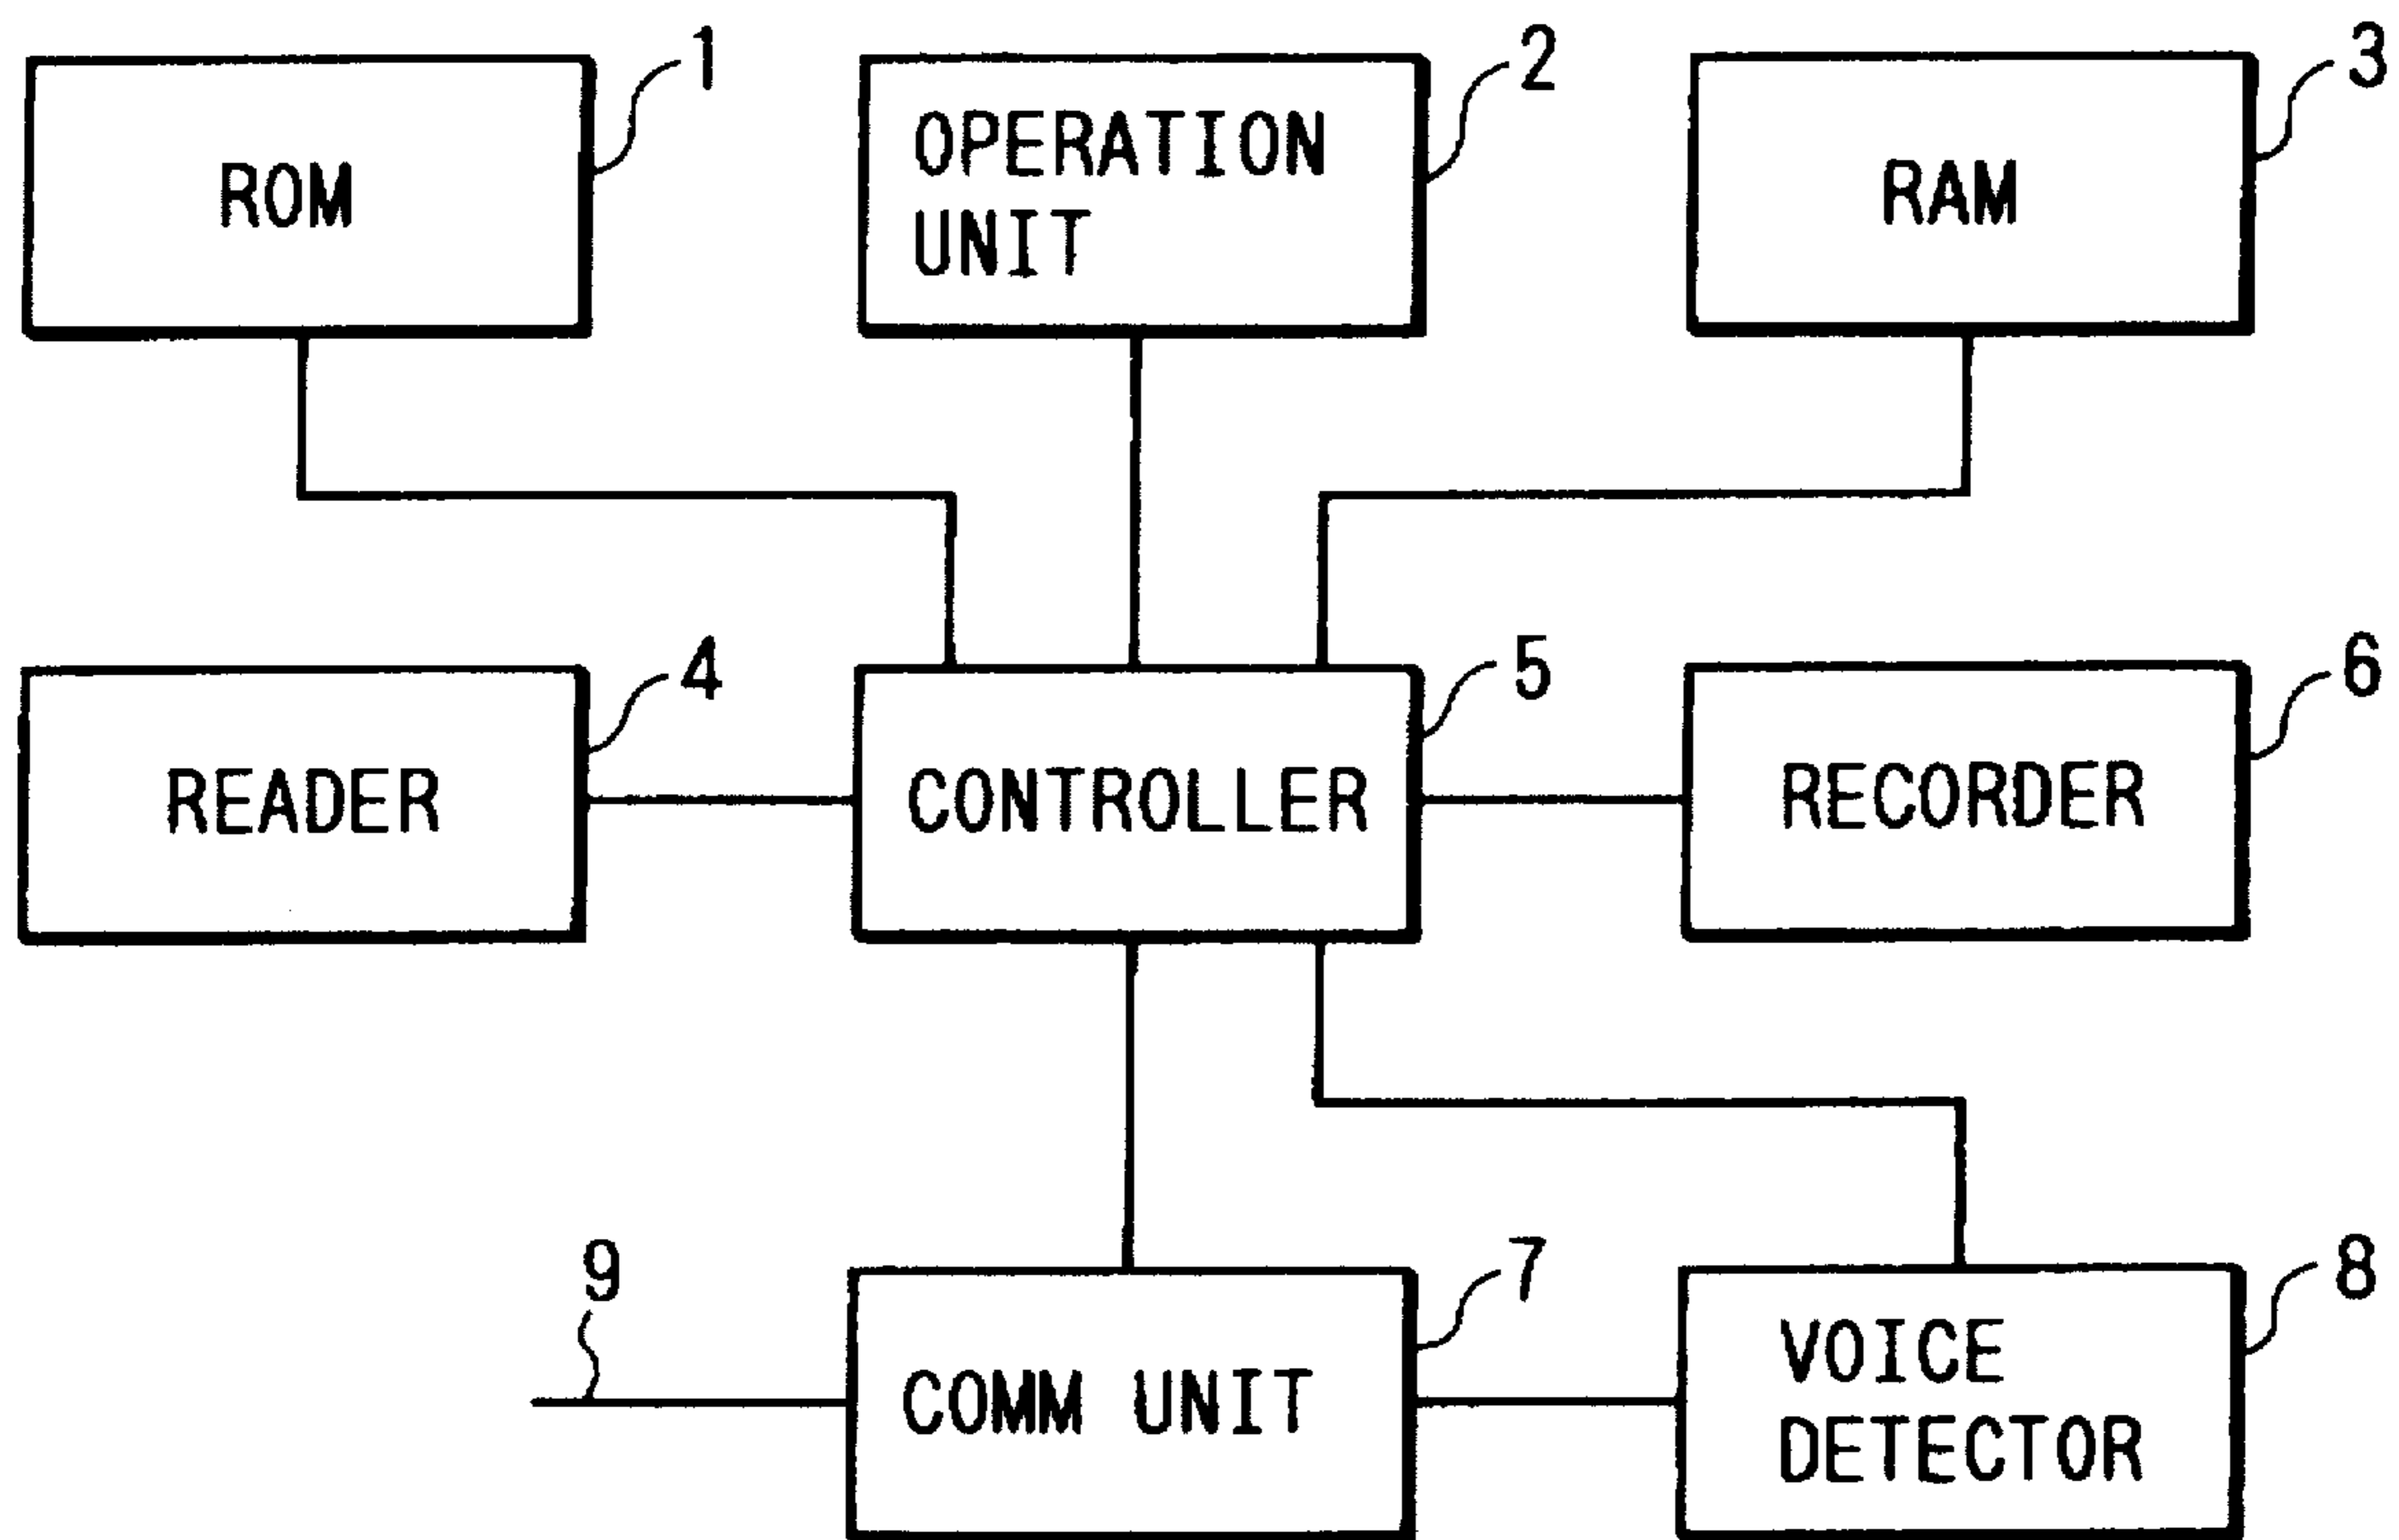 1
2
3
ROM
OPERATION
UNIT
RAM
4
5
6
READER
CONTROLLER
RECORDER
9
7
8
COMM UNIT
VOICE
DETECTOR